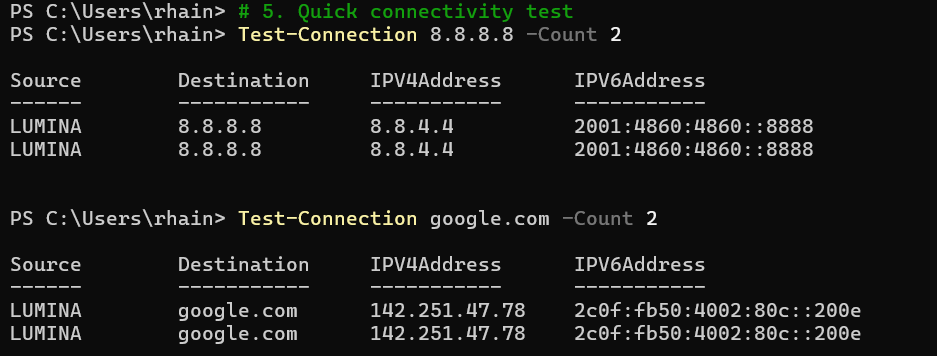 PS C:\Users\rhain> # 5. Quick connectivity test
PS C:\Users\rhain> Test-Connection 8.8.8.8 -Count 2
Source        Destination     IPV4Address      IPV6Address
------        -----------     -----------      -----------
LUMINA        8.8.8.8         8.8.4.4          2001:4860:4860::8888
LUMINA        8.8.8.8         8.8.4.4          2001:4860:4860::8888
PS C:\Users\rhain> Test-Connection google.com -Count 2
Source        Destination     IPV4Address      IPV6Address
------        -----------     -----------      -----------
LUMINA        google.com      142.251.47.78    2c0f:fb50:4002:80c::200e
LUMINA        google.com      142.251.47.78    2c0f:fb50:4002:80c::200e